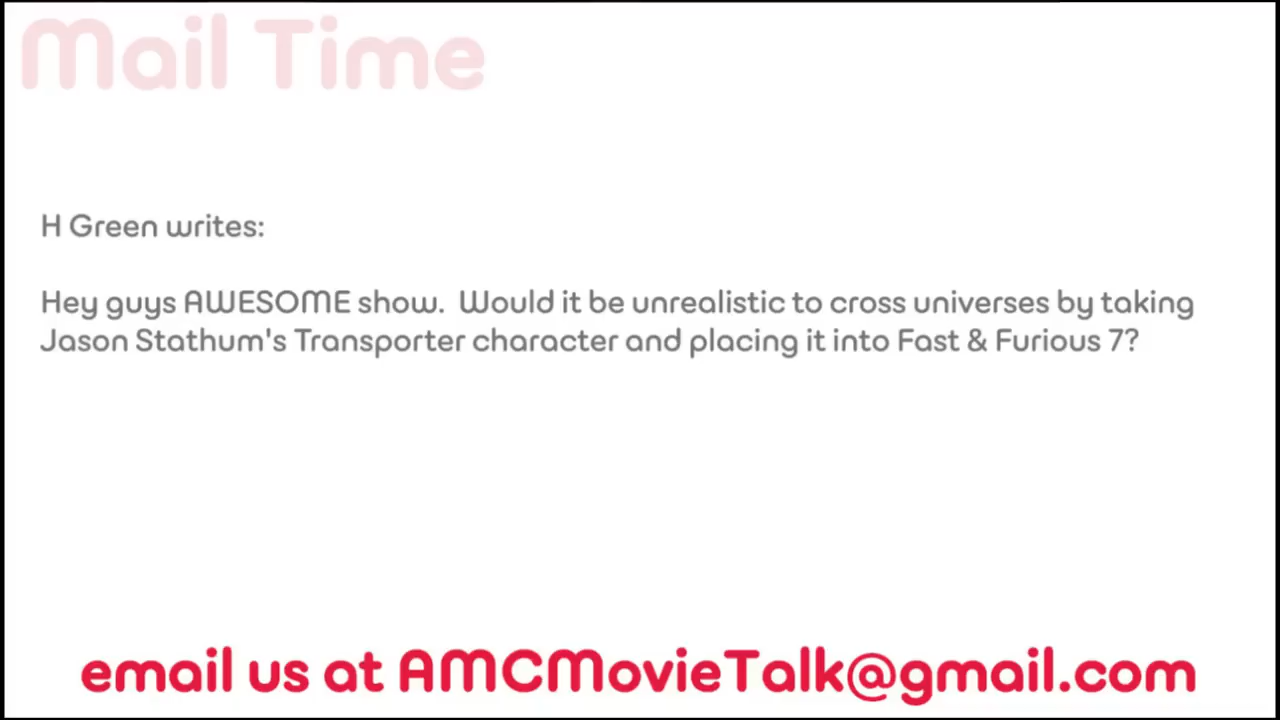 Mail Time
H Green writes:
Hey guys AWESOME show.  Would it be unrealistic to cross universes by taking
Jason Stathum's Transporter character and placing it into Fast & Furious 7?
email us at AMCMovieTalk@gmail.com